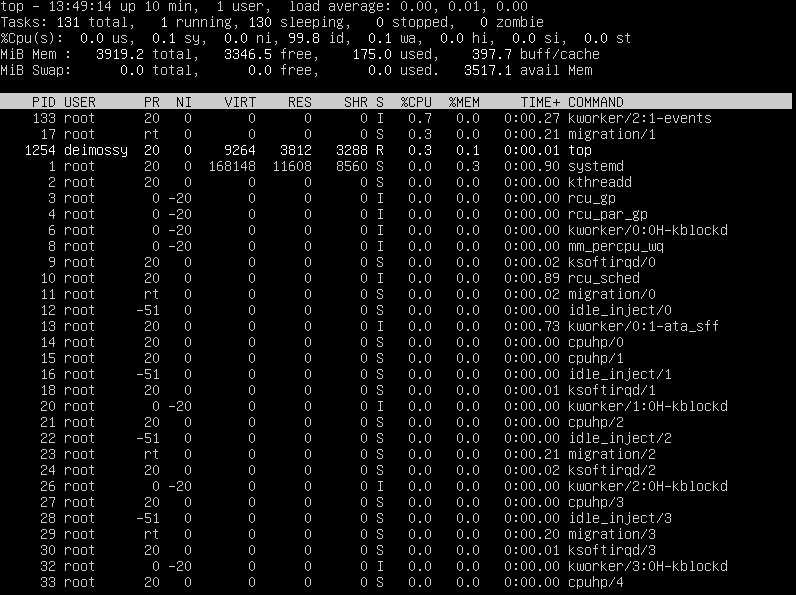 top - 13:49:14 up 10 min,  1 user,  load average: 0.00, 0.01, 0.00
Tasks: 131 total,   1 running, 130 sleeping,   0 stopped,   0 zombie
%Cpu(s):  0.0 us,  0.1 sy,  0.0 ni, 99.8 id,  0.1 wa,  0.0 hi,  0.0 si,  0.0 st
MiB Mem :   3919.2 total,   3346.5 free,    175.0 used,    397.7 buff/cache
MiB Swap:      0.0 total,      0.0 free,      0.0 used.   3517.1 avail Mem
PID USER      PR  NI    VIRT    RES    SHR S  %CPU  %MEM     TIME+ COMMAND
133 root      20   0       0      0      0 I   0.7   0.0   0:00.27 kworker/2:1-events
17 root      rt   0       0      0      0 S   0.3   0.0   0:00.21 migration/1
1254 deimossy  20   0    9264   3812   3288 R   0.3   0.1   0:00.01 top
1 root      20   0  168148  11608   8560 S   0.0   0.3   0:00.90 systemd
2 root      20   0       0      0      0 S   0.0   0.0   0:00.00 kthreadd
3 root       0 -20       0      0      0 I   0.0   0.0   0:00.00 rcu_gp
4 root       0 -20       0      0      0 I   0.0   0.0   0:00.00 rcu_par_gp
6 root       0 -20       0      0      0 I   0.0   0.0   0:00.00 kworker/0:0H-kblockd
8 root       0 -20       0      0      0 I   0.0   0.0   0:00.00 mm_percpu_wq
9 root      20   0       0      0      0 S   0.0   0.0   0:00.02 ksoftirqd/0
10 root      20   0       0      0      0 I   0.0   0.0   0:00.89 rcu_sched
11 root      rt   0       0      0      0 S   0.0   0.0   0:00.02 migration/0
12 root     -51   0       0      0      0 S   0.0   0.0   0:00.00 idle_inject/0
13 root      20   0       0      0      0 I   0.0   0.0   0:00.73 kworker/0:1-ata_sff
14 root      20   0       0      0      0 S   0.0   0.0   0:00.00 cpuhp/0
15 root      20   0       0      0      0 S   0.0   0.0   0:00.00 cpuhp/1
16 root     -51   0       0      0      0 S   0.0   0.0   0:00.00 idle_inject/1
18 root      20   0       0      0      0 S   0.0   0.0   0:00.01 ksoftirqd/1
20 root       0 -20       0      0      0 I   0.0   0.0   0:00.00 kworker/1:0H-kblockd
21 root      20   0       0      0      0 S   0.0   0.0   0:00.00 cpuhp/2
22 root     -51   0       0      0      0 S   0.0   0.0   0:00.00 idle_inject/2
23 root      rt   0       0      0      0 S   0.0   0.0   0:00.21 migration/2
24 root      20   0       0      0      0 S   0.0   0.0   0:00.02 ksoftirqd/2
26 root       0 -20       0      0      0 I   0.0   0.0   0:00.00 kworker/2:0H-kblockd
27 root      20   0       0      0      0 S   0.0   0.0   0:00.00 cpuhp/3
28 root     -51   0       0      0      0 S   0.0   0.0   0:00.00 idle_inject/3
29 root      rt   0       0      0      0 S   0.0   0.0   0:00.20 migration/3
30 root      20   0       0      0      0 S   0.0   0.0   0:00.01 ksoftirqd/3
32 root       0 -20       0      0      0 I   0.0   0.0   0:00.00 kworker/3:0H-kblockd
33 root      20   0       0      0      0 S   0.0   0.0   0:00.00 cpuhp/4